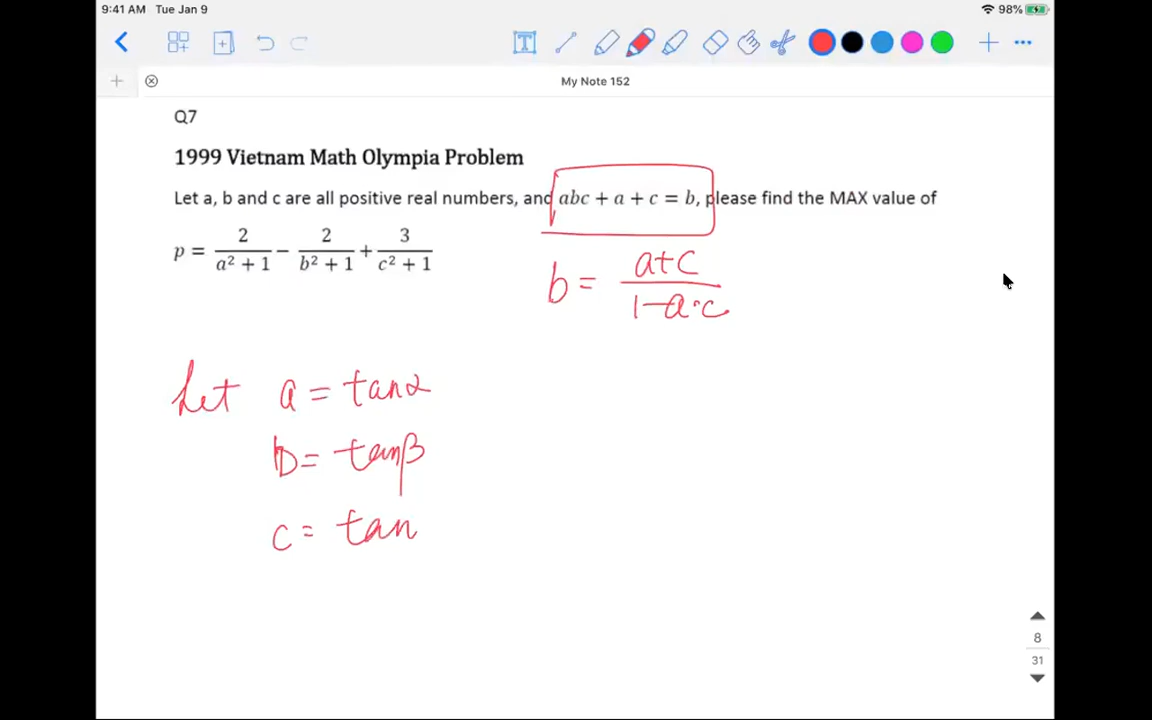 9:41 AM Tue Jan 9
98%
My Note 152
Q7
1999 Vietnam Math Olympia Problem
Let a, b and c are all positive real numbers, and abc + a + c = b, please find the MAX value of
p = 2/(a² + 1) − 2/(b² + 1) + 3/(c² + 1)
b = (a+c)/(1-a·c)
Let a = tanα
b = tanβ
c = tan
8
31